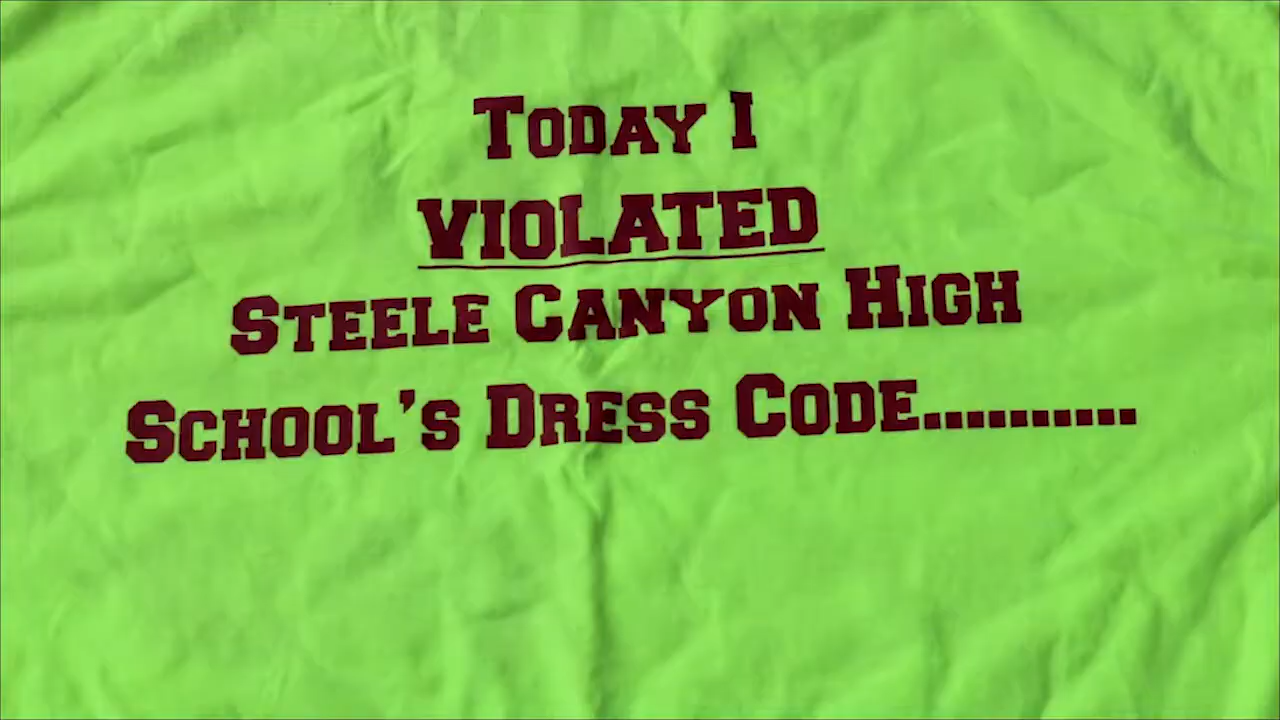 Today I
VIOLATED
Steele Canyon High
School's Dress Code..........